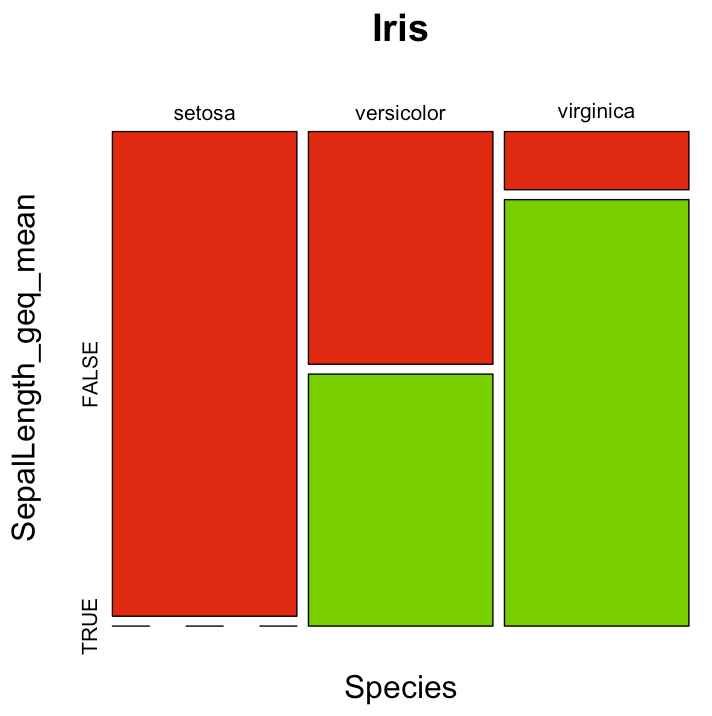 Iris
setosa
versicolor
virginica
SepalLength_geq_mean
FALSE
TRUE
Species